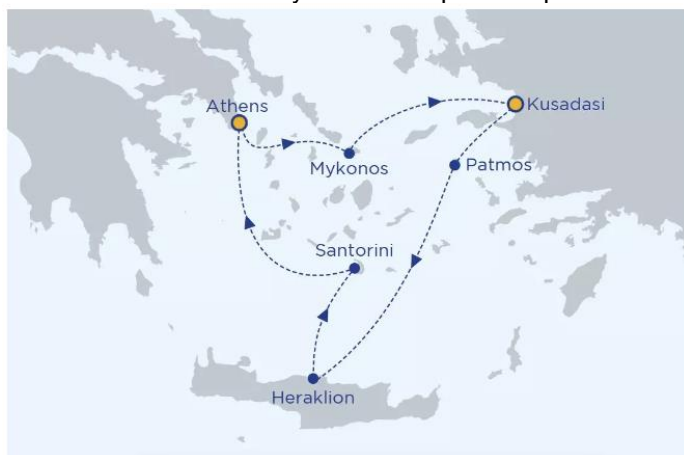 Athens
Kusadasi
Mykonos
Patmos
Santorini
Heraklion